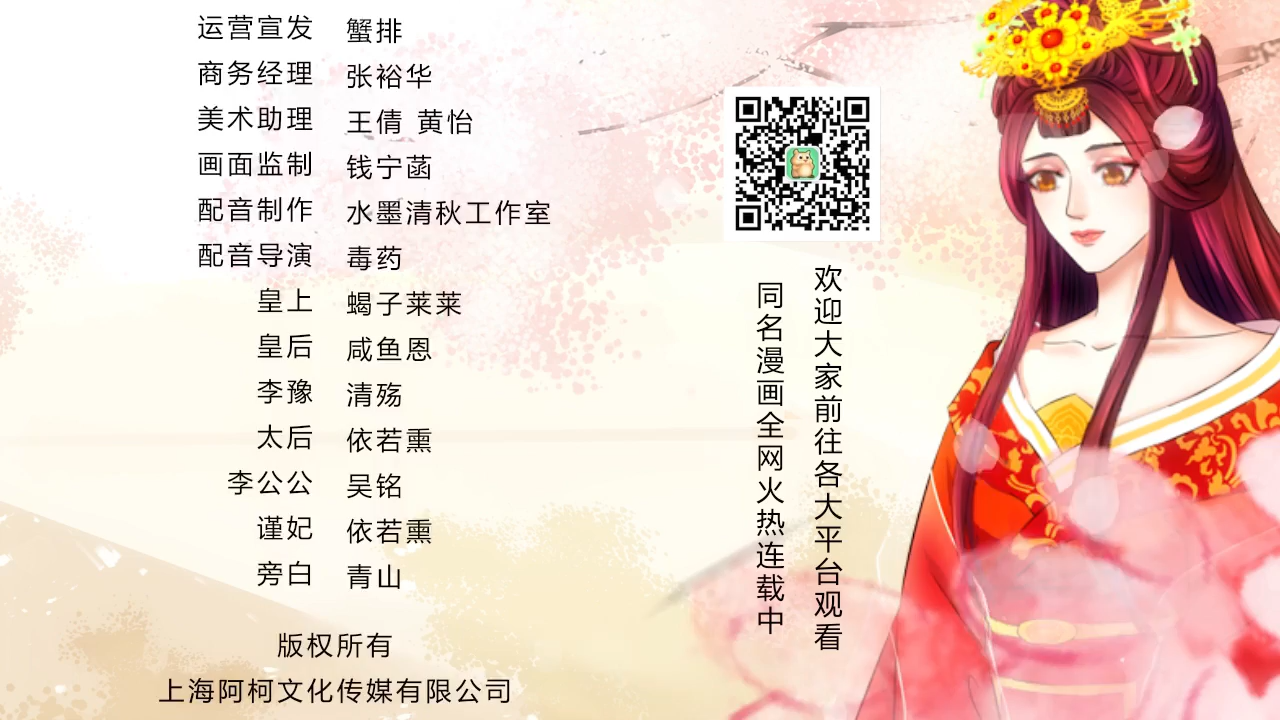 运营宣发 蟹排
商务经理 张裕华
美术助理 王倩 黄怡
画面监制 钱宁菡
配音制作 水墨清秋工作室
配音导演 毒药
皇上 蝎子莱莱
皇后 咸鱼恩
李豫 清殇
太后 依若熏
李公公 吴铭
谨妃 依若熏
旁白 青山
版权所有
上海阿柯文化传媒有限公司
欢迎大家前往各大平台观看
同名漫画全网火热连载中